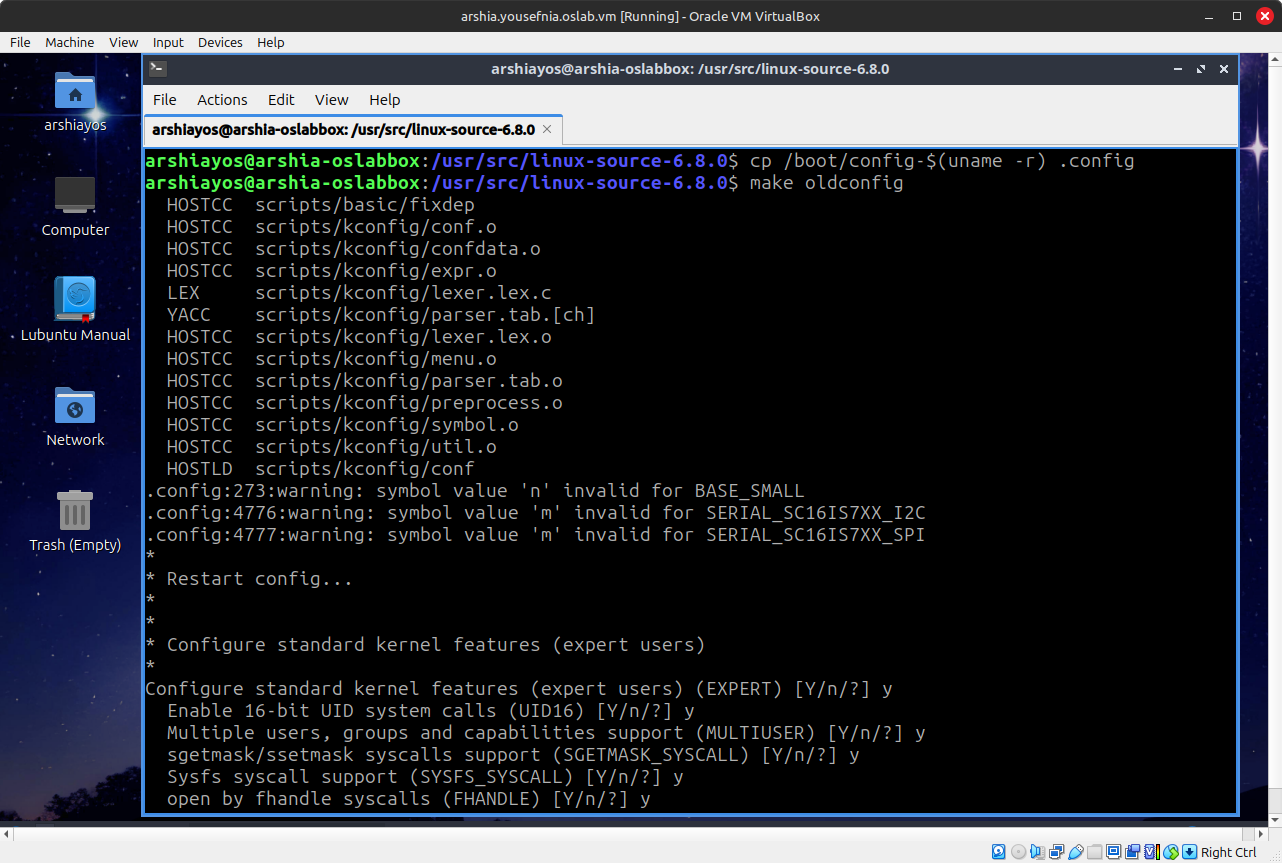 arshia.yousefnia.oslab.vm [Running] - Oracle VM VirtualBox
File Machine View Input Devices Help
arshiayos@arshia-oslabbox: /usr/src/linux-source-6.8.0
File Actions Edit View Help
arshiayos@arshia-oslabbox: /usr/src/linux-source-6.8.0
arshiayos
Computer
Lubuntu Manual
Network
Trash (Empty)
arshiayos@arshia-oslabbox:/usr/src/linux-source-6.8.0$ cp /boot/config-$(uname -r) .config
arshiayos@arshia-oslabbox:/usr/src/linux-source-6.8.0$ make oldconfig
  HOSTCC  scripts/basic/fixdep
  HOSTCC  scripts/kconfig/conf.o
  HOSTCC  scripts/kconfig/confdata.o
  HOSTCC  scripts/kconfig/expr.o
  LEX     scripts/kconfig/lexer.lex.c
  YACC    scripts/kconfig/parser.tab.[ch]
  HOSTCC  scripts/kconfig/lexer.lex.o
  HOSTCC  scripts/kconfig/menu.o
  HOSTCC  scripts/kconfig/parser.tab.o
  HOSTCC  scripts/kconfig/preprocess.o
  HOSTCC  scripts/kconfig/symbol.o
  HOSTCC  scripts/kconfig/util.o
  HOSTLD  scripts/kconfig/conf
.config:273:warning: symbol value 'n' invalid for BASE_SMALL
.config:4776:warning: symbol value 'm' invalid for SERIAL_SC16IS7XX_I2C
.config:4777:warning: symbol value 'm' invalid for SERIAL_SC16IS7XX_SPI
*
* Restart config...
*
*
* Configure standard kernel features (expert users)
*
Configure standard kernel features (expert users) (EXPERT) [Y/n/?] y
  Enable 16-bit UID system calls (UID16) [Y/n/?] y
  Multiple users, groups and capabilities support (MULTIUSER) [Y/n/?] y
  sgetmask/ssetmask syscalls support (SGETMASK_SYSCALL) [Y/n/?] y
  Sysfs syscall support (SYSFS_SYSCALL) [Y/n/?] y
  open by fhandle syscalls (FHANDLE) [Y/n/?] y
Right Ctrl